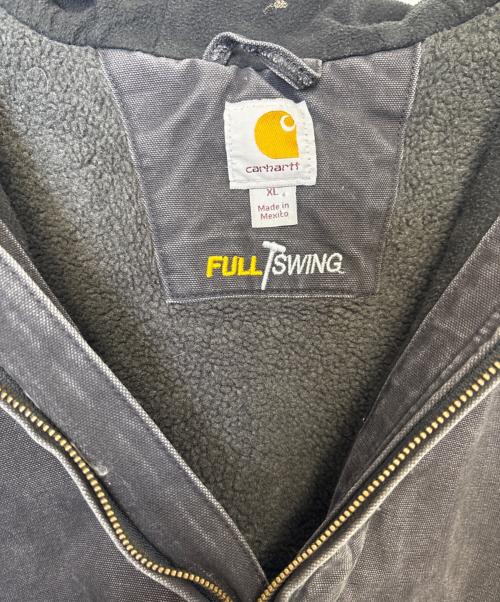 carhartt
XL
Made in
Mexico
FULL SWING